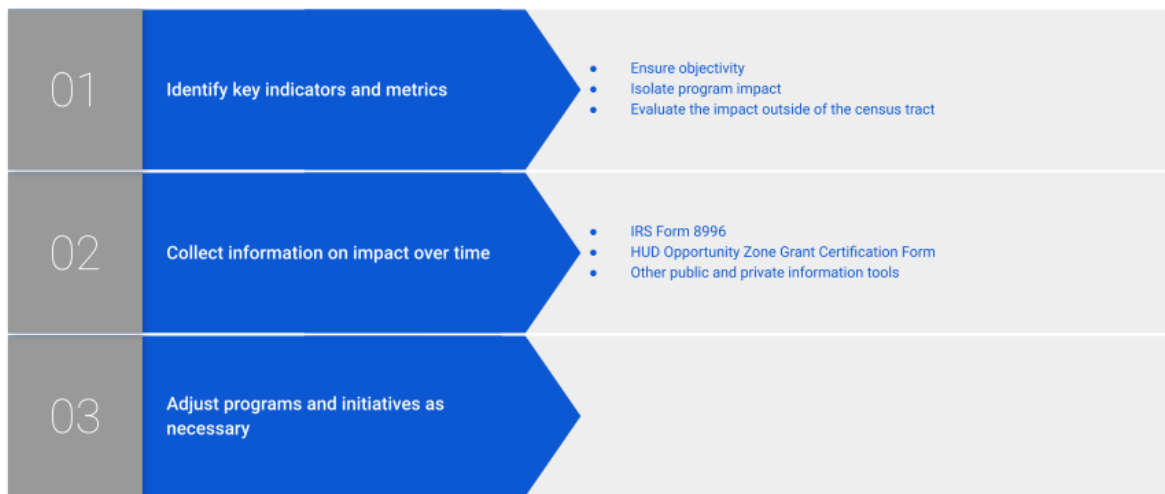 01
Identify key indicators and metrics
● Ensure objectivity
● Isolate program impact
● Evaluate the impact outside of the census tract
02
Collect information on impact over time
● IRS Form 8996
● HUD Opportunity Zone Grant Certification Form
● Other public and private information tools
03
Adjust programs and initiatives as
necessary